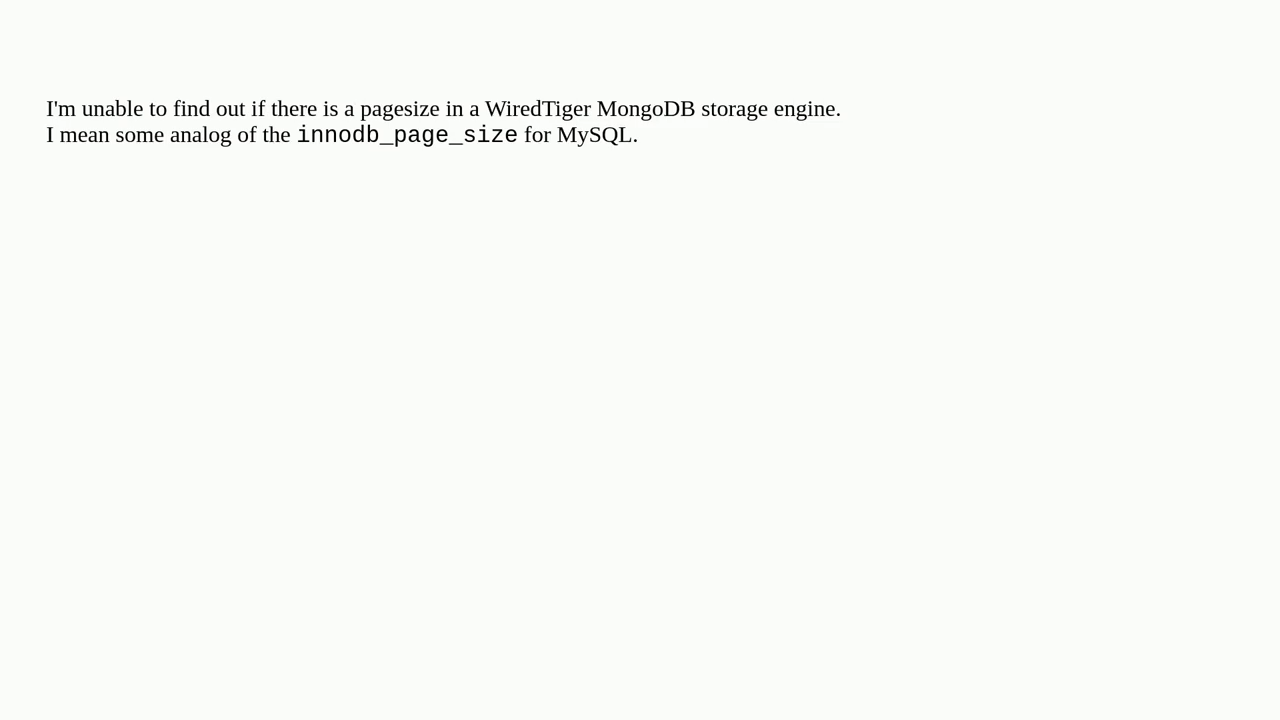 I'm unable to find out if there is a pagesize in a WiredTiger MongoDB storage engine.
I mean some analog of the innodb_page_size for MySQL.